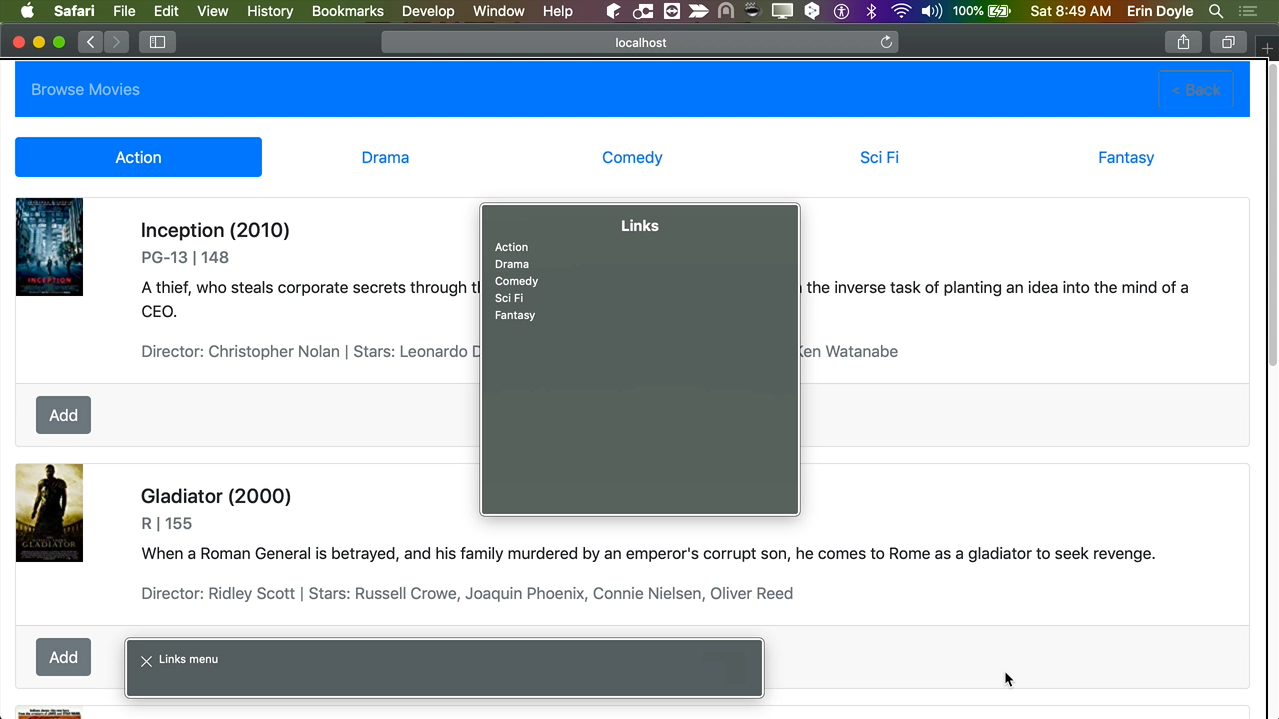 Safari File Edit View History Bookmarks Develop Window Help 100% Sat 8:49 AM Erin Doyle
localhost
Browse Movies < Back
Action Drama Comedy Sci Fi Fantasy
Inception (2010)
PG-13 | 148
A thief, who steals corporate secrets through the inverse task of planting an idea into the mind of a
CEO.
Director: Christopher Nolan | Stars: Leonardo D Ken Watanabe
Add
Links
Action
Drama
Comedy
Sci Fi
Fantasy
INCEPTION
Gladiator (2000)
R | 155
When a Roman General is betrayed, and his family murdered by an emperor's corrupt son, he comes to Rome as a gladiator to seek revenge.
Director: Ridley Scott | Stars: Russell Crowe, Joaquin Phoenix, Connie Nielsen, Oliver Reed
GLADIATOR
Add
Links menu